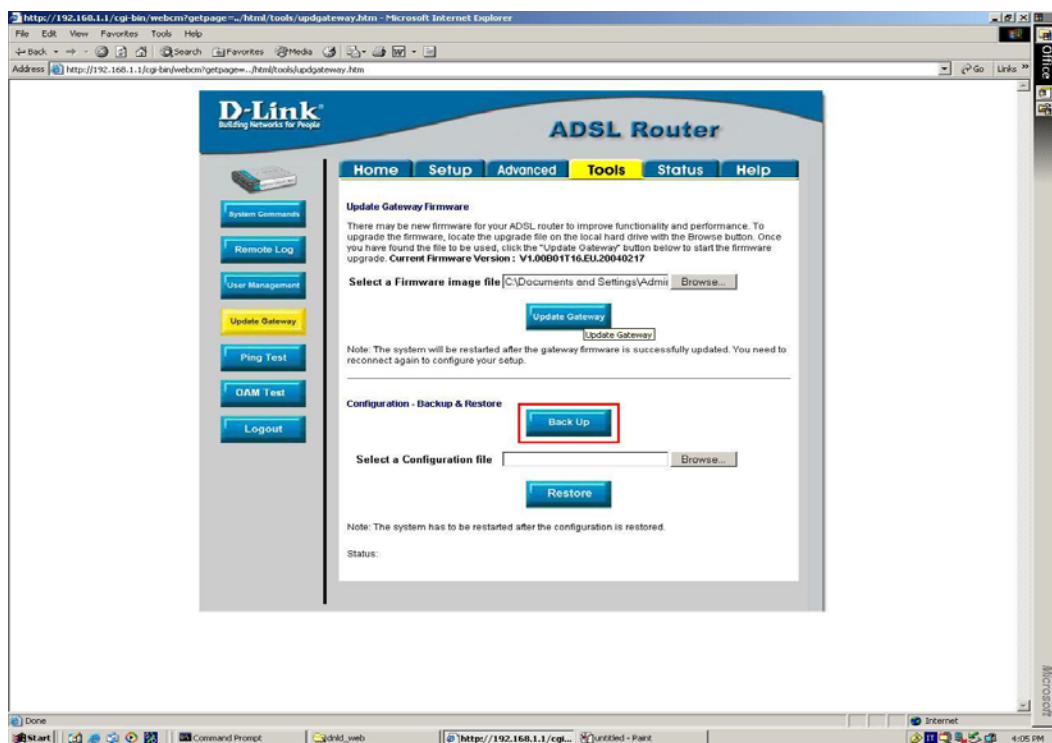 http://192.168.1.1/cgi-bin/webcm?getpage=../html/tools/updgateway.htm - Microsoft Internet Explorer
File Edit View Favorites Tools Help
Back Search Favorites Media
Address http://192.168.1.1/cgi-bin/webcm?getpage=../html/tools/updgateway.htm Go Links »
Office
D-Link
Building Networks for People
ADSL Router
Home Setup Advanced Tools Status Help
System Commands
Remote Log
User Management
Update Gateway
Ping Test
OAM Test
Logout
Update Gateway Firmware
There may be new firmware for your ADSL router to improve functionality and performance. To
upgrade the firmware, locate the upgrade file on the local hard drive with the Browse button. Once
you have found the file to be used, click the "Update Gateway" button below to start the firmware
upgrade. Current Firmware Version : V1.00B01T16.EU.20040217
Select a Firmware image file C:\Documents and Settings\Admi Browse...
Update Gateway
Update Gateway
Note: The system will be restarted after the gateway firmware is successfully updated. You need to
reconnect again to configure your setup.
Configuration - Backup & Restore
Back Up
Select a Configuration file Browse...
Restore
Note: The system has to be restarted after the configuration is restored.
Status:
Microsoft
Done Internet
Start Command Prompt dnld_web http://192.168.1.1/cgi... untitled - Paint IT 4:05 PM